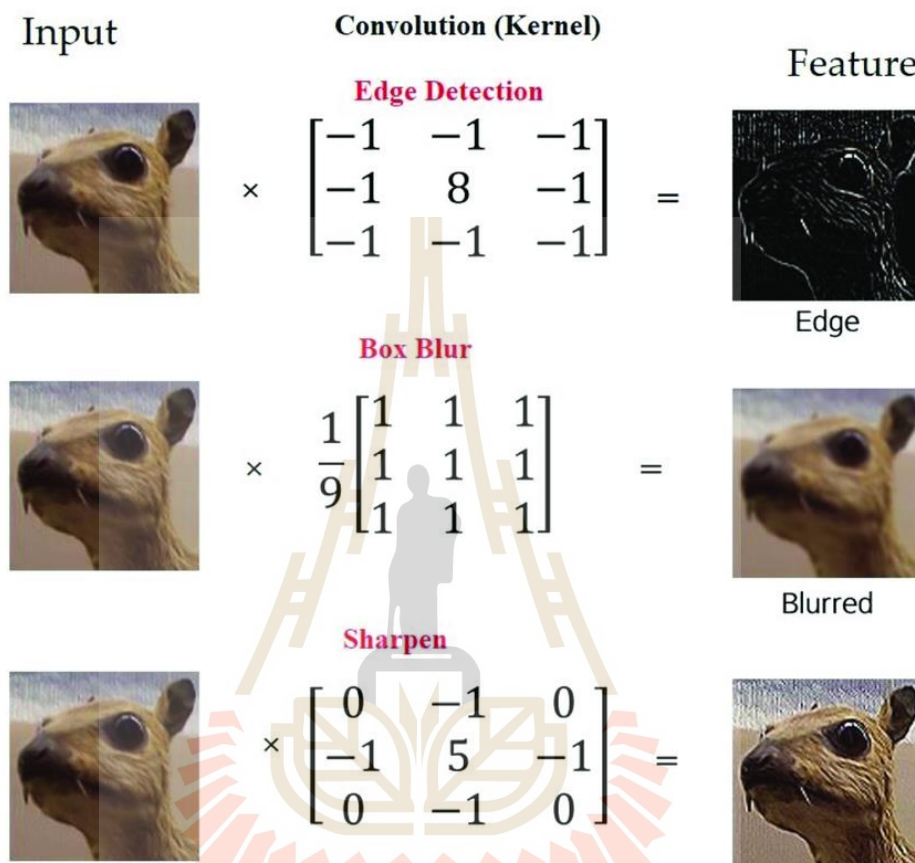 Input
Convolution (Kernel)
Feature
Edge Detection
−1 −1 −1
× −1 8 −1 =
−1 −1 −1
Edge
Box Blur
1 1 1
× 1/9 1 1 1 =
1 1 1
Blurred
Sharpen
0 −1 0
× −1 5 −1 =
0 −1 0